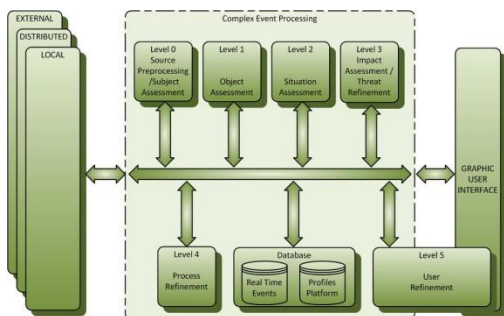 EXTERNAL
DISTRIBUTED
LOCAL
Complex Event Processing
Level 0
Source
Preprocessing
/Subject
Assessment
Level 1
Object
Assessment
Level 2
Situation
Assessment
Level 3
Impact
Assessment /
Threat
Refinement
GRAPHIC
USER
INTERFACE
Level 4
Process
Refinement
Database
Real Time
Events
Profiles
Platform
Level 5
User
Refinement